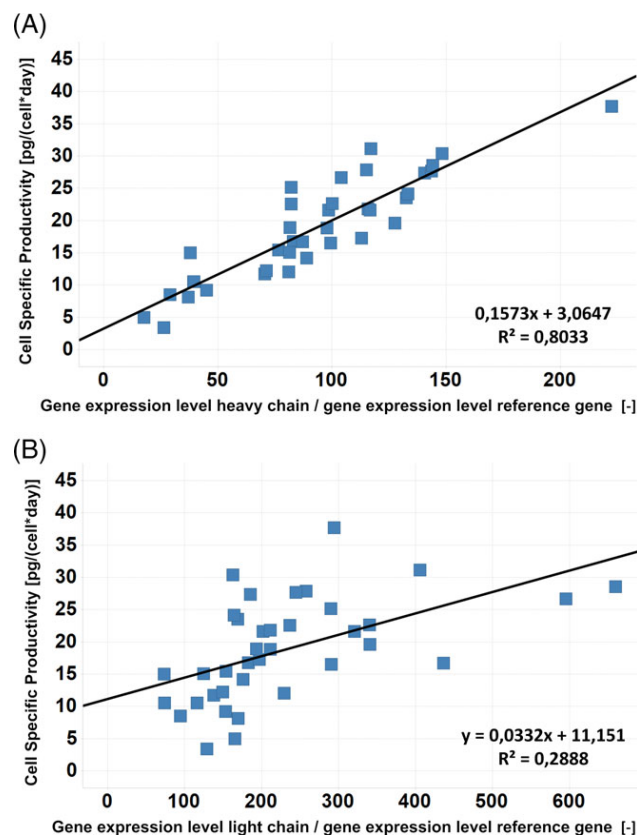 (A)
Cell Specific Productivity [pg/(cell*day)]
45
40
35
30
25
20
15
10
5
0
0,1573x + 3,0647
R² = 0,8033
0 50 100 150 200
Gene expression level heavy chain / gene expression level reference gene [-]
(B)
Cell Specific Productivity [pg/(cell*day)]
45
40
35
30
25
20
15
10
5
0
y = 0,0332x + 11,151
R² = 0,2888
0 100 200 300 400 500 600
Gene expression level light chain / gene expression level reference gene [-]